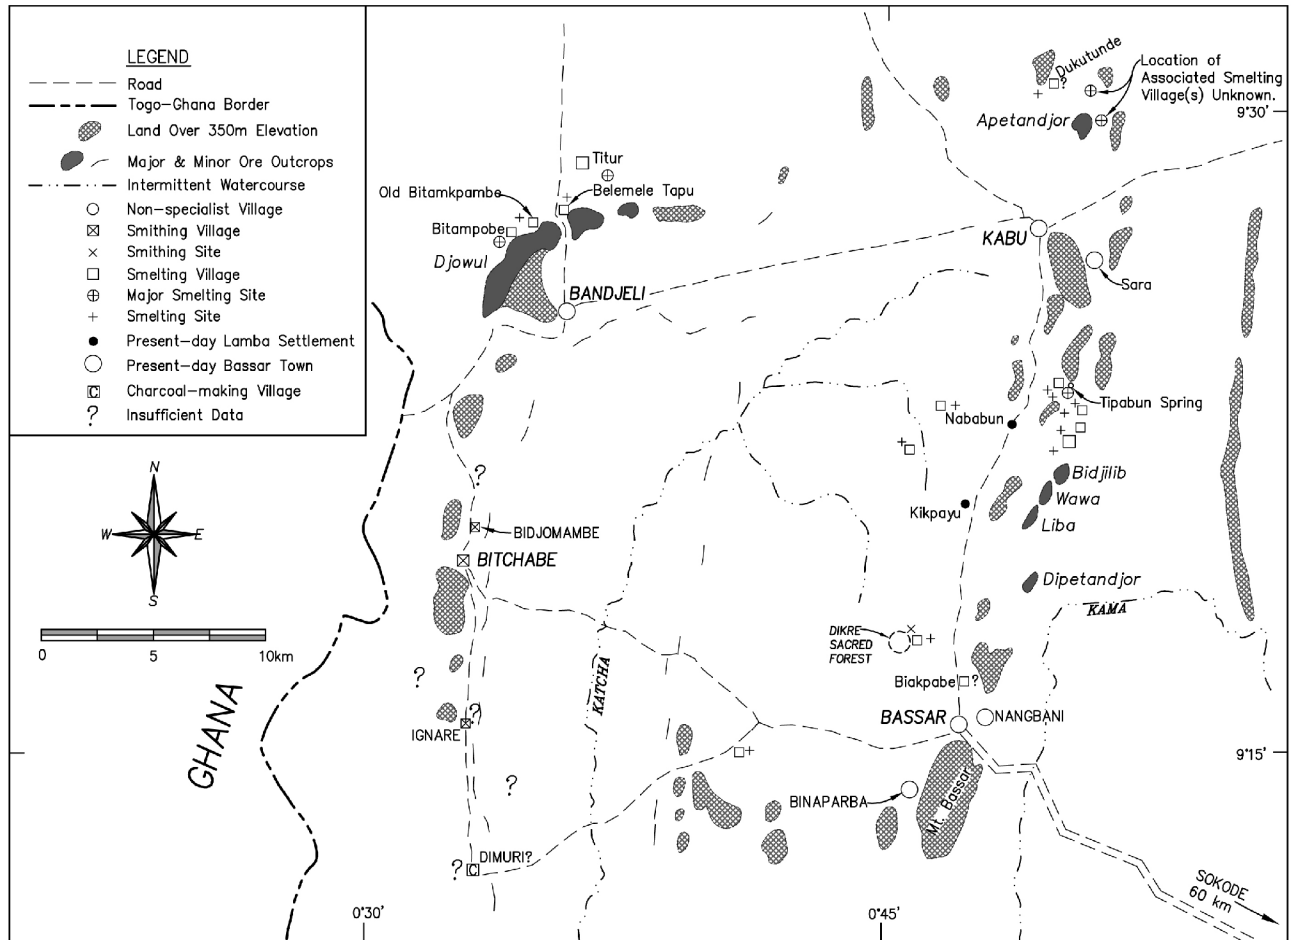 LEGEND
Road
Togo-Ghana Border
Land Over 350m Elevation
Major & Minor Ore Outcrops
Intermittent Watercourse
Non-specialist Village
Smithing Village
Smithing Site
Smelting Village
Major Smelting Site
Smelting Site
Present-day Lamba Settlement
Present-day Bassar Town
C
Charcoal-making Village
?
Insufficient Data
N
W
E
S
0
5
10km
GHANA
Dukutunde
?
Location of
Associated Smelting
Village(s) Unknown.
Apetandjor
9°30'
Titur
Old Bitamkpambe
Belemele Tapu
Bitampobe
Djowul
BANDJELI
KABU
Sara
Tipabun Spring
Nababun
Bidjilib
Wawa
Liba
Kikpayu
Dipetandjor
KAMA
?
BIDJOMAMBE
BITCHABE
DIKRE
SACRED
FOREST
KATCHA
?
Biakpabe
?
?
IGNARE
BASSAR
NANGBANI
9°15'
?
BINAPARBA
Mt. Bassar
?
C
DIMURI?
SOKODE
60 km
0°30'
0°45'